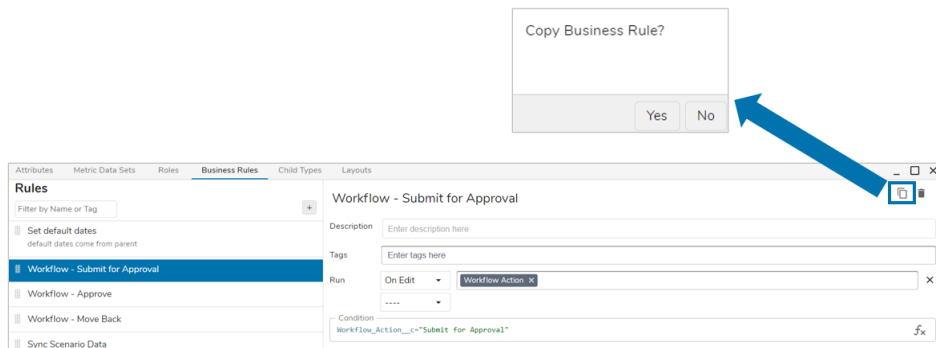 Copy Business Rule?
Yes No
Attributes Metric Data Sets Roles Business Rules Child Types Layouts
Rules
Filter by Name or Tag +
Set default dates
default dates come from parent
Workflow - Submit for Approval
Workflow - Approve
Workflow - Move Back
Sync Scenario Data
Workflow - Submit for Approval
Description Enter description here
Tags Enter tags here
Run On Edit Workflow Action ×
----
Condition
Workflow_Action__c="Submit for Approval" fx